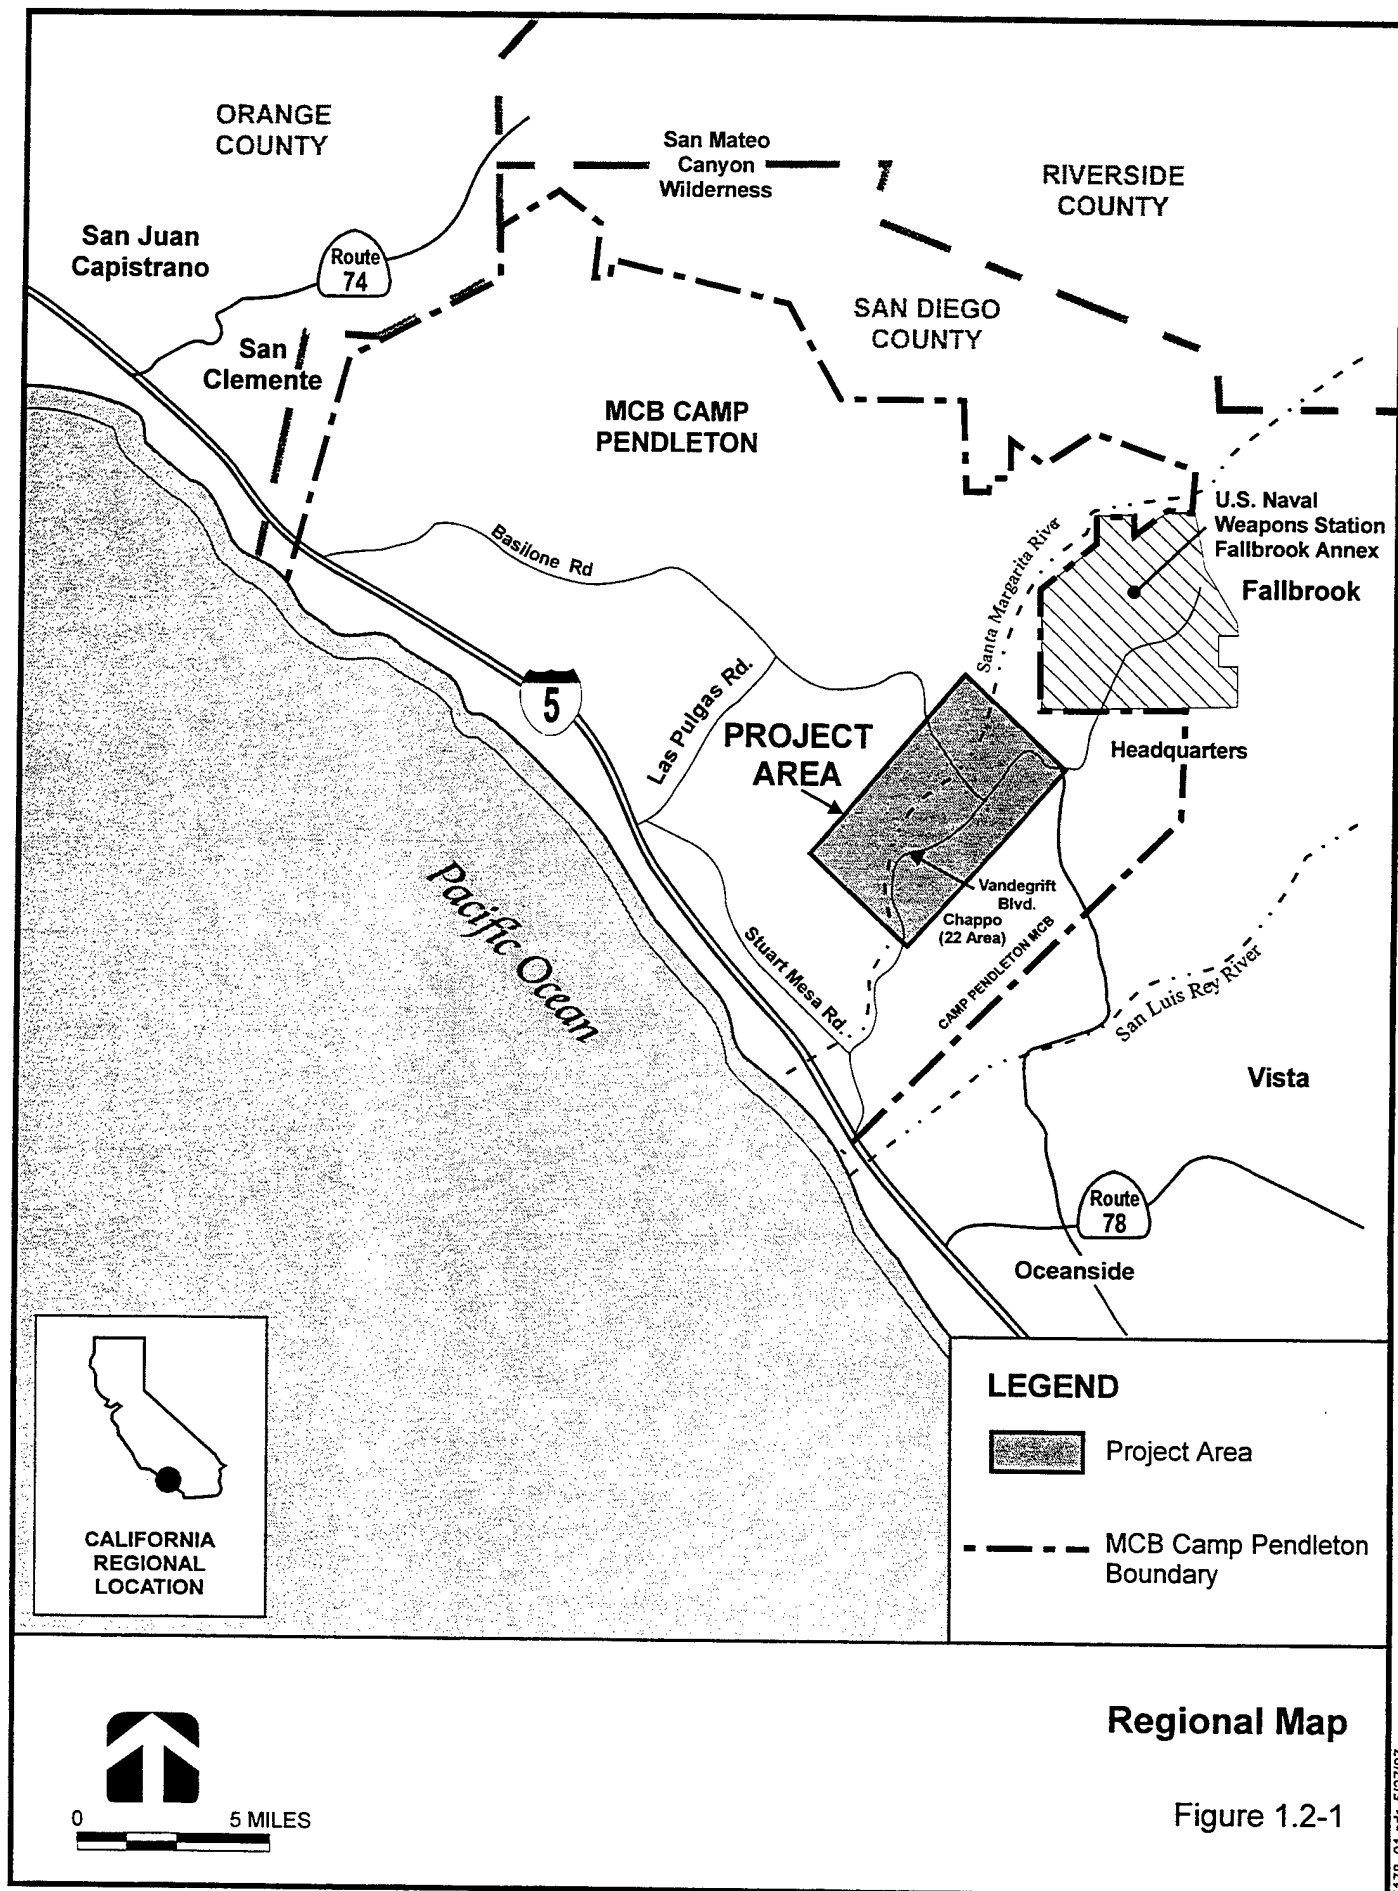 ORANGE
COUNTY
San Mateo
Canyon
Wilderness
RIVERSIDE
COUNTY
San Juan
Capistrano
Route
74
SAN DIEGO
COUNTY
San
Clemente
MCB CAMP
PENDLETON
U.S. Naval
Weapons Station
Fallbrook Annex
Fallbrook
Basilone Rd
Santa Margarita River
5
Las Pulgas Rd.
PROJECT
AREA
Headquarters
Vandegrift
Blvd.
Chappo
(22 Area)
CAMP PENDLETON MCB
Pacific Ocean
Stuart Mesa Rd.
San Luis Rey River
Vista
Route
78
Oceanside
CALIFORNIA
REGIONAL
LOCATION
LEGEND
Project Area
MCB Camp Pendleton
Boundary
Regional Map
Figure 1.2-1
0 5 MILES